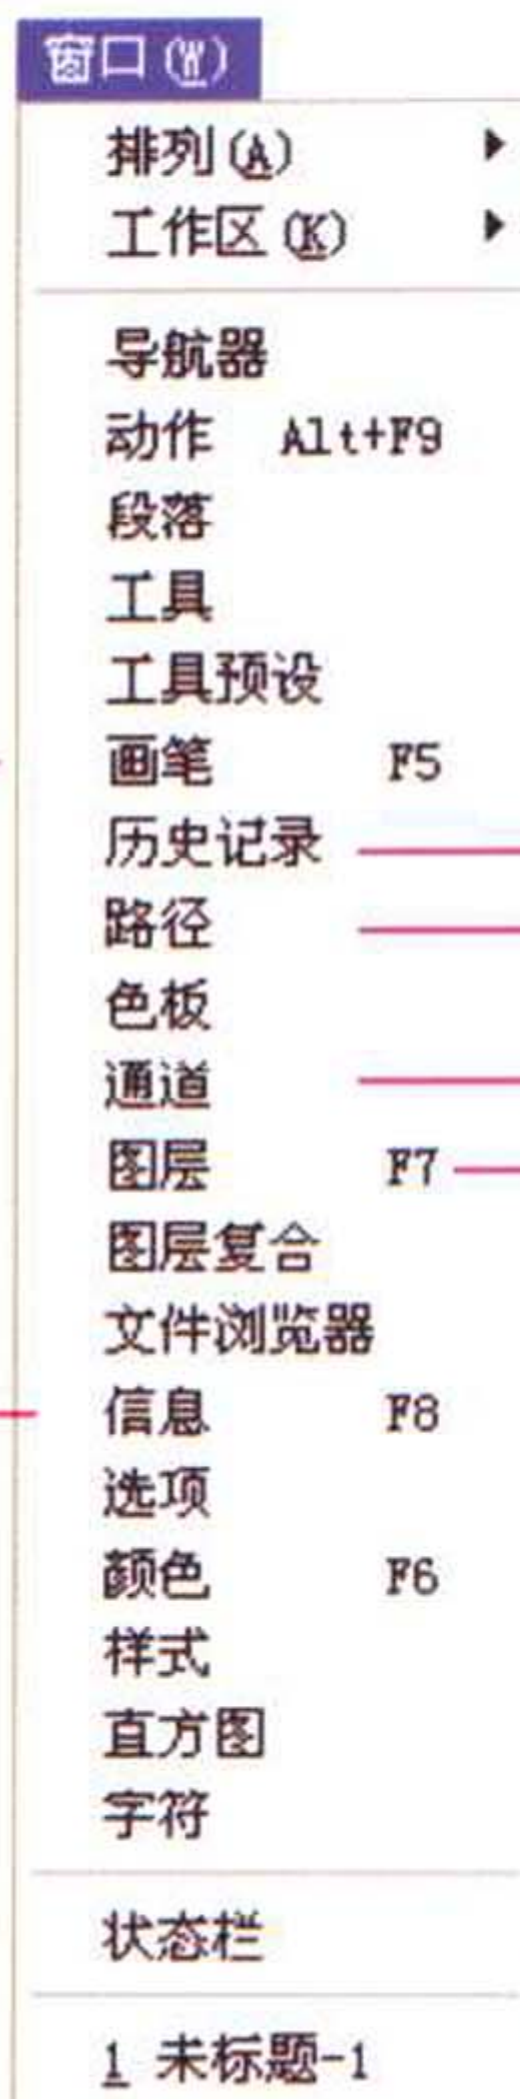 窗口(W)
排列(A)
工作区(K)
导航器
动作 Alt+F9
段落
工具
工具预设
画笔 F5
历史记录
路径
色板
通道
图层 F7
图层复合
文件浏览器
信息 F8
选项
颜色 F6
样式
直方图
字符
状态栏
1 未标题-1